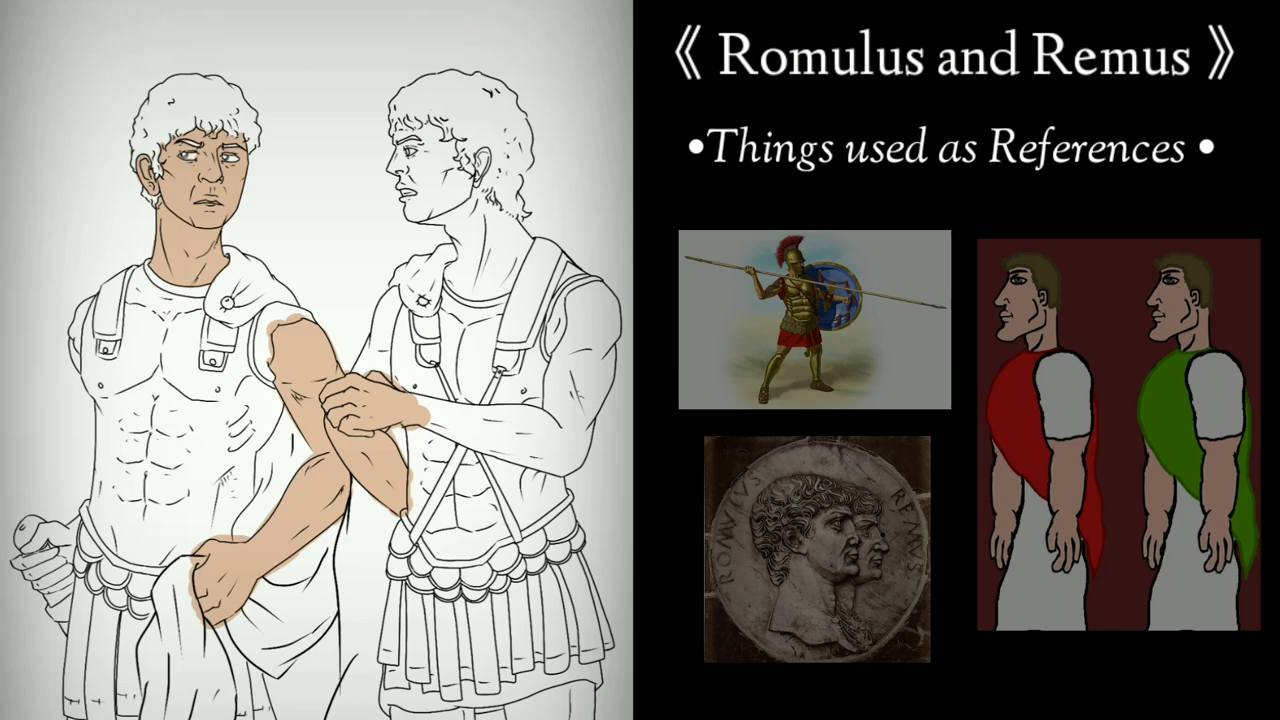 《 Romulus and Remus 》
•Things used as References •
ROMVLVS
REMVS